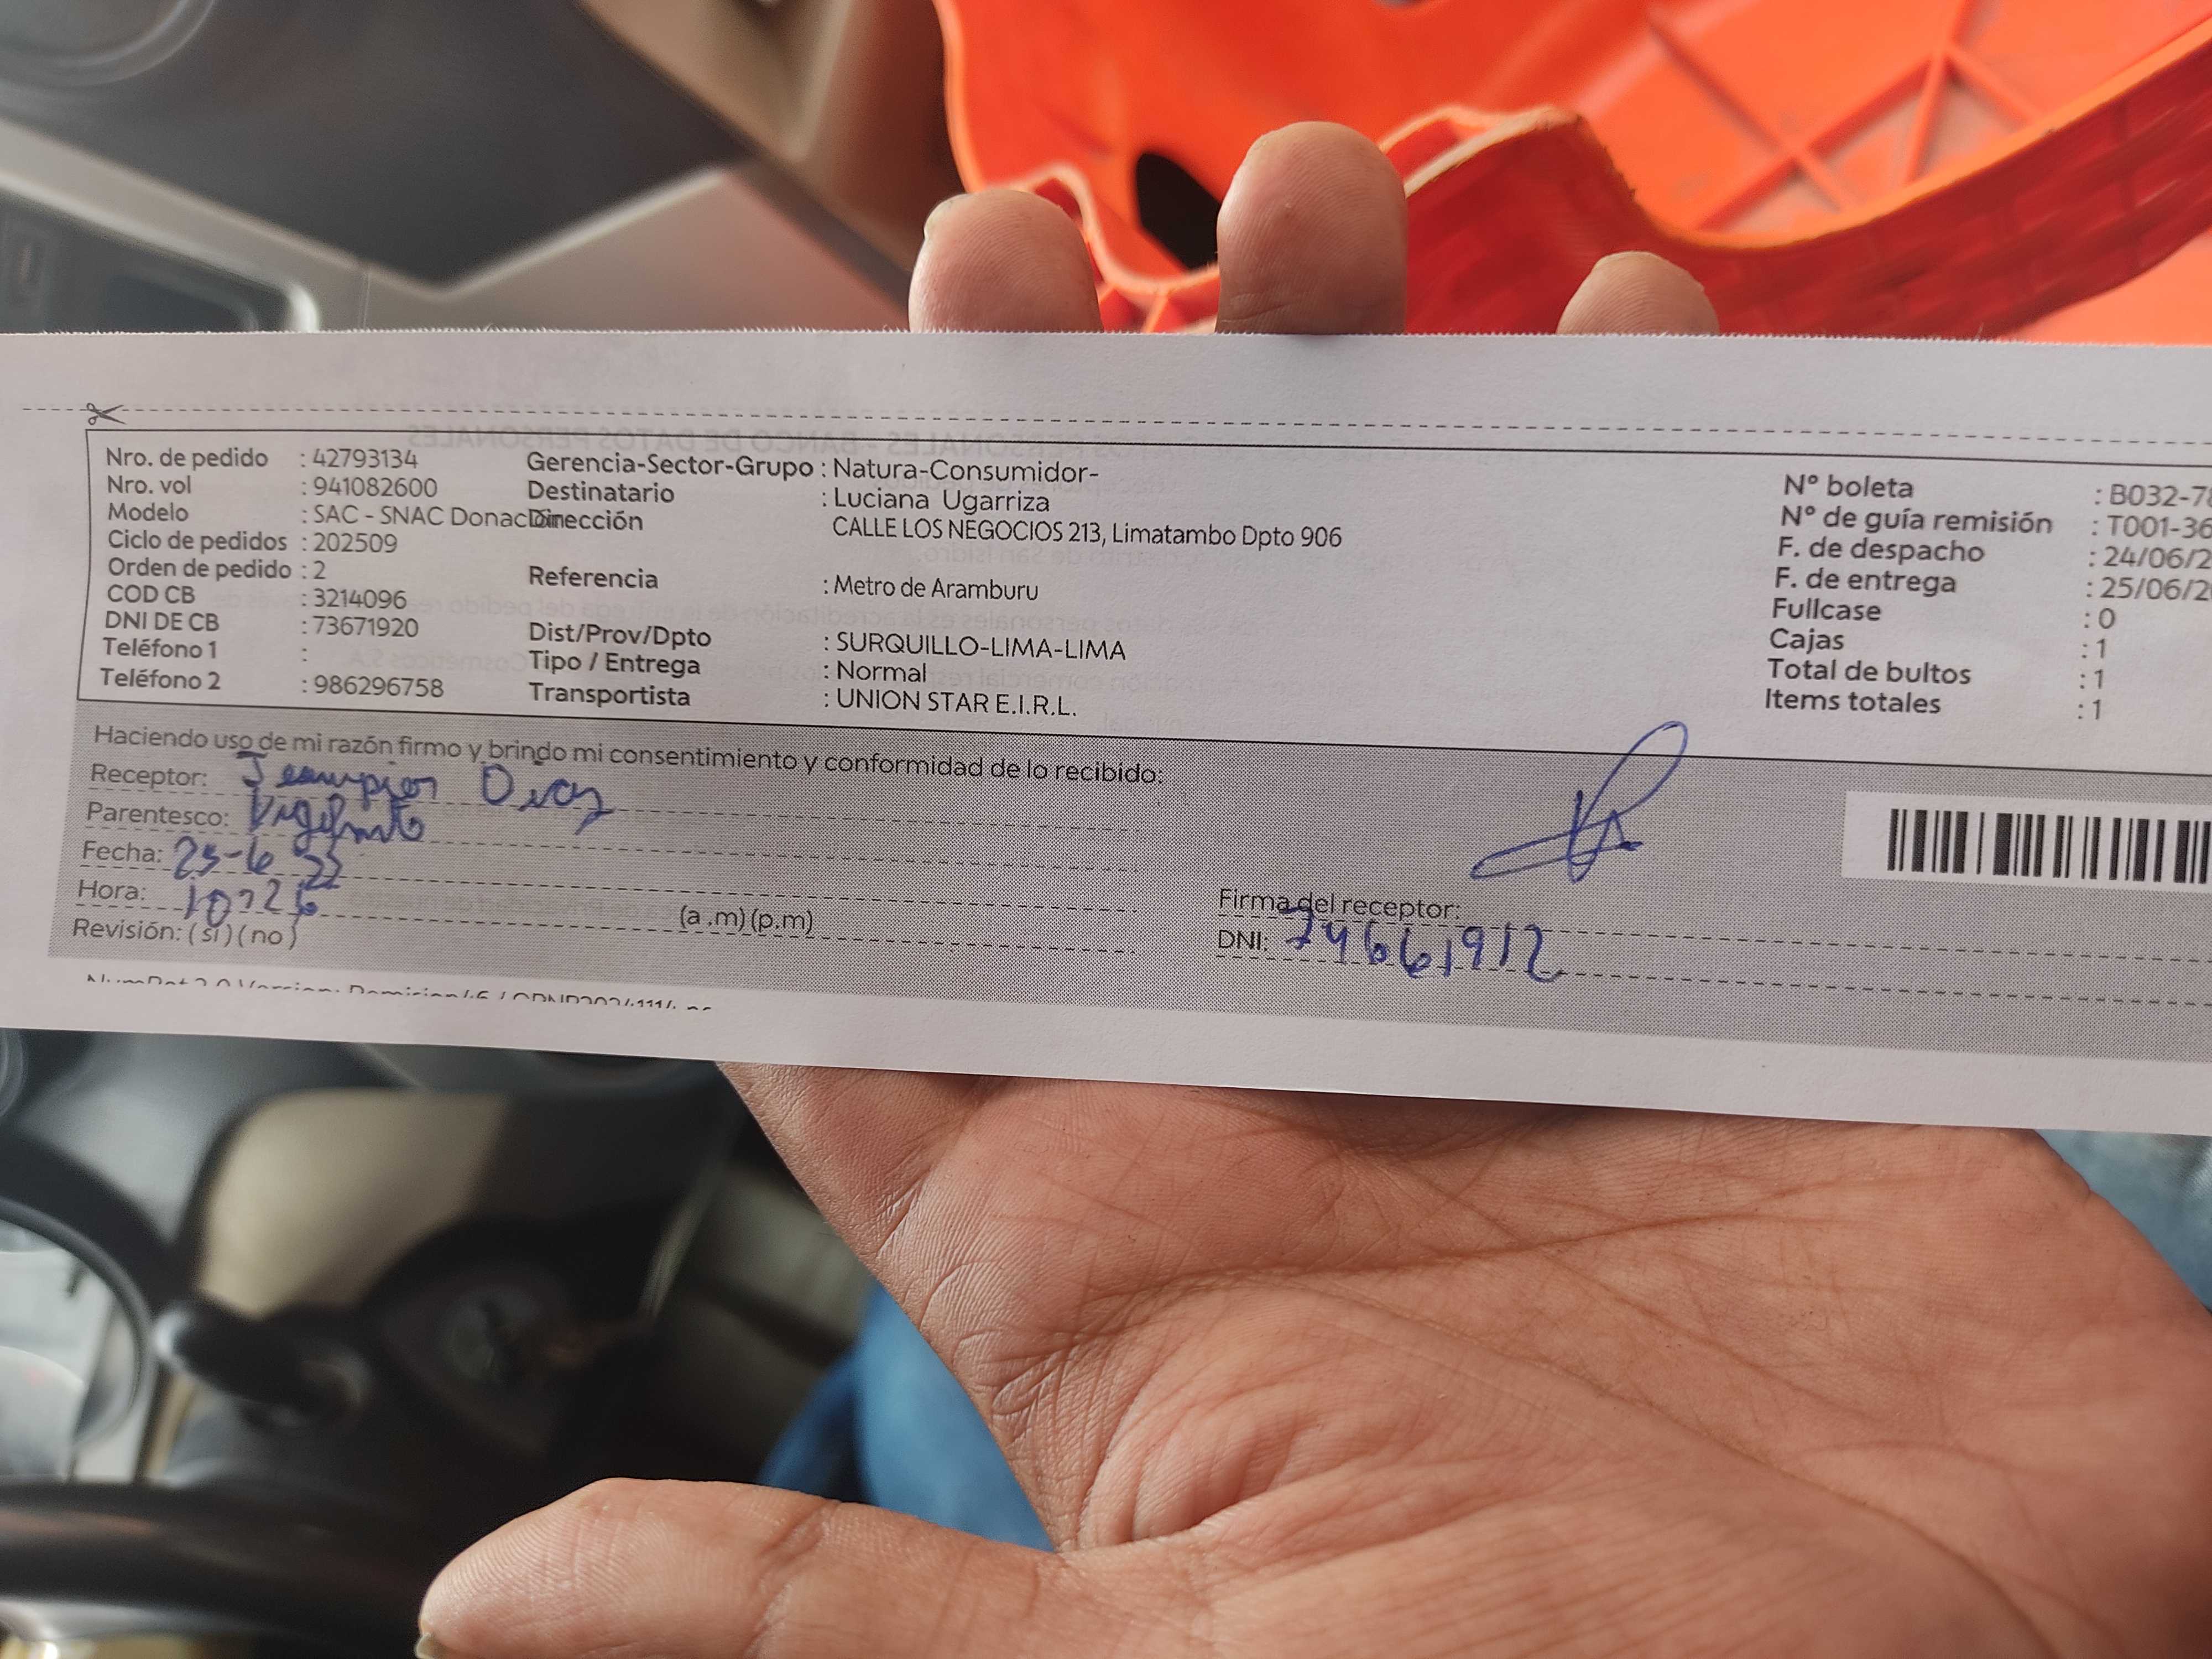 Nro. de pedido : 42793134
Nro. vol : 941082600
Modelo : SAC - SNAC Donación
Ciclo de pedidos : 202509
Orden de pedido : 2
COD CB : 3214096
DNI DE CB : 73671920
Teléfono 1 :
Teléfono 2 : 986296758
Gerencia-Sector-Grupo : Natura-Consumidor-
Destinatario : Luciana Ugarriza
Dirección CALLE LOS NEGOCIOS 213, Limatambo Dpto 906
Referencia : Metro de Aramburu
Dist/Prov/Dpto : SURQUILLO-LIMA-LIMA
Tipo / Entrega : Normal
Transportista : UNION STAR E.I.R.L.
N° boleta : B032-78
N° de guía remisión : T001-36
F. de despacho : 24/06/2
F. de entrega : 25/06/2
Fullcase : 0
Cajas : 1
Total de bultos : 1
Items totales : 1
Haciendo uso de mi razón firmo y brindo mi consentimiento y conformidad de lo recibido:
Receptor: Jeampier Diaz
Parentesco: Vigilante
Fecha: 25-6
Hora: (a .m) (p.m)
Revisión: (si) (no)
Firma del receptor:
DNI: 74661912